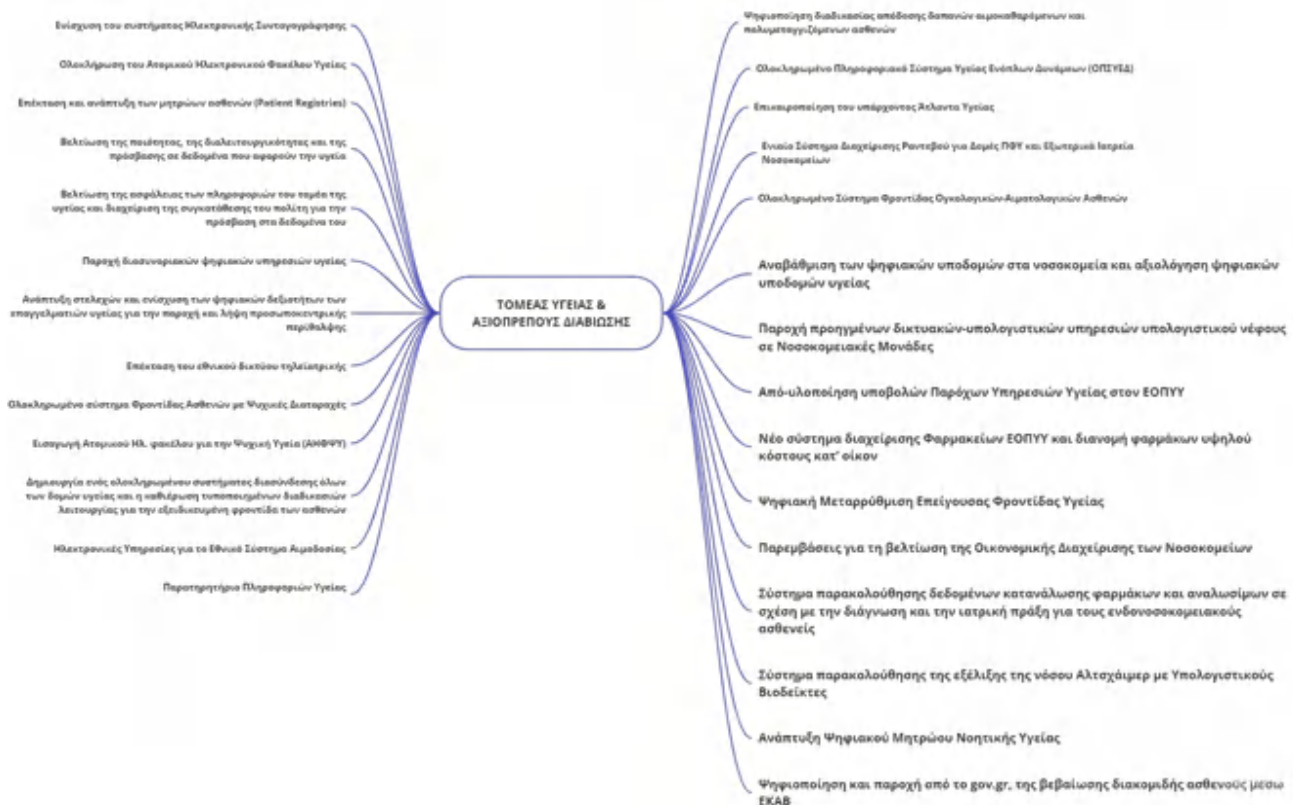 Ενίσχυση του συστήματος Ηλεκτρονικής Συνταγογράφησης
Ολοκλήρωση του Ατομικού Ηλεκτρονικού Φακέλου Υγείας
Επέκταση και ανάπτυξη των μητρώων ασθενών (Patient Registries)
Βελτίωση της ποιότητας, της διαλειτουργικότητας και της
πρόσβασης σε δεδομένα που αφορούν την υγεία
Βελτίωση της ασφάλειας των πληροφοριών του τομέα της
υγείας και διαχείριση της συγκατάθεσης του πολίτη για την
πρόσβαση στα δεδομένα του
Παροχή διασυνοριακών ψηφιακών υπηρεσιών υγείας
Ανάπτυξη στελεχών και ενίσχυση των ψηφιακών δεξιοτήτων των
επαγγελματιών υγείας για την παροχή και λήψη προσωποκεντρικής
περίθαλψης
Επέκταση του εθνικού δικτύου τηλεϊατρικής
Ολοκληρωμένο σύστημα Φροντίδας Ασθενών με Ψυχικές Διαταραχές
Εισαγωγή Ατομικού Ηλ. φακέλου για την Ψυχική Υγεία (ΑΗΦΨΥ)
Δημιουργία ενός ολοκληρωμένου συστήματος διασύνδεσης όλων
των δομών υγείας και η καθιέρωση τυποποιημένων διαδικασιών
λειτουργίας για την εξειδικευμένη φροντίδα των ασθενών
Ηλεκτρονικές Υπηρεσίες για το Εθνικό Σύστημα Αιμοδοσίας
Παρατηρητήριο Πληροφοριών Υγείας
ΤΟΜΕΑΣ ΥΓΕΙΑΣ &
ΑΞΙΟΠΡΕΠΟΥΣ ΔΙΑΒΙΩΣΗΣ
Ψηφιοποίηση διαδικασίας απόδοσης δαπανών αιμοκαθαρόμενων και
πολυμεταγγιζόμενων ασθενών
Ολοκληρωμένο Πληροφοριακό Σύστημα Υγείας Ενόπλων Δυνάμεων (ΟΠΣΥΕΔ)
Επικαιροποίηση του υπάρχοντος Άτλαντα Υγείας
Ενιαίο Σύστημα Διαχείρισης Ραντεβού για Δομές ΠΦΥ και Εξωτερικά Ιατρεία
Νοσοκομείων
Ολοκληρωμένο Σύστημα Φροντίδας Ογκολογικών-Αιματολογικών Ασθενών
Αναβάθμιση των ψηφιακών υποδομών στα νοσοκομεία και αξιολόγηση ψηφιακών
υποδομών υγείας
Παροχή προηγμένων δικτυακών-υπολογιστικών υπηρεσιών υπολογιστικού νέφους
σε Νοσοκομειακές Μονάδες
Από-υλοποίηση υποβολών Παρόχων Υπηρεσιών Υγείας στον ΕΟΠΥΥ
Νέο σύστημα διαχείρισης Φαρμακείων ΕΟΠΥΥ και διανομή φαρμάκων υψηλού
κόστους κατ' οίκον
Ψηφιακή Μεταρρύθμιση Επείγουσας Φροντίδας Υγείας
Παρεμβάσεις για τη βελτίωση της Οικονομικής Διαχείρισης των Νοσοκομείων
Σύστημα παρακολούθησης δεδομένων κατανάλωσης φαρμάκων και αναλωσίμων σε
σχέση με την διάγνωση και την ιατρική πράξη για τους ενδονοσοκομειακούς
ασθενείς
Σύστημα παρακολούθησης της εξέλιξης της νόσου Αλτσχάιμερ με Υπολογιστικούς
Βιοδείκτες
Ανάπτυξη Ψηφιακού Μητρώου Νοητικής Υγείας
Ψηφιοποίηση και παροχή από το gov.gr, της βεβαίωσης διακομιδής ασθενούς μέσω
ΕΚΑΒ